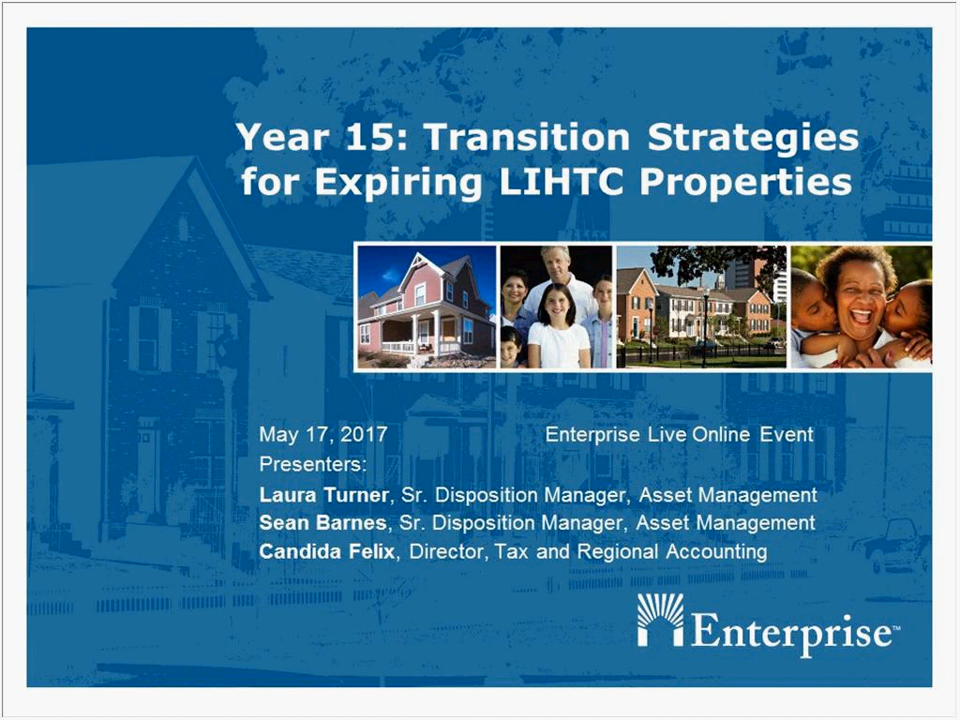 Year 15: Transition Strategies
for Expiring LIHTC Properties
May 17, 2017 Enterprise Live Online Event
Presenters:
Laura Turner, Sr. Disposition Manager, Asset Management
Sean Barnes, Sr. Disposition Manager, Asset Management
Candida Felix, Director, Tax and Regional Accounting
Enterprise™